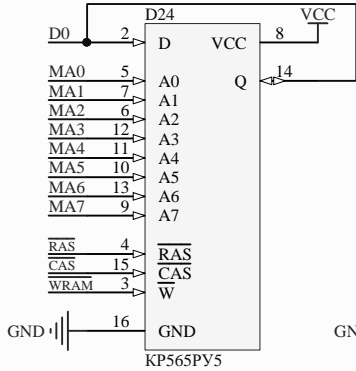 D24
VCC
D0 2 D VCC 8
Q 14
MA0 5 A0
MA1 7 A1
MA2 6 A2
MA3 12 A3
MA4 11 A4
MA5 10 A5
MA6 13 A6
MA7 9 A7
RAS 4 RAS
CAS 15 CAS
WRAM 3 W
GND 16 GND
GN
КР565РУ5